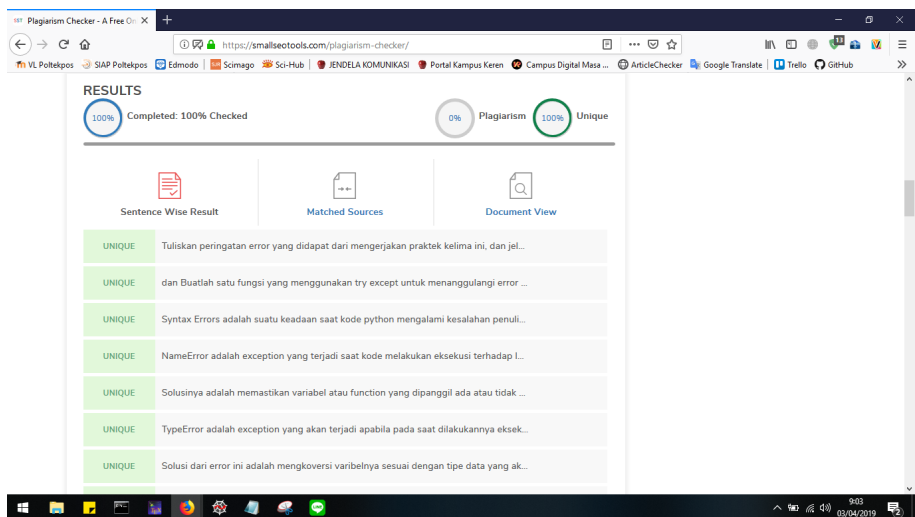 Plagiarism Checker - A Free On
https://smallseotools.com/plagiarism-checker/
VL Poltekpos SIAP Poltekpos Edmodo Scimago Sci-Hub JENDELA KOMUNIKASI Portal Kampus Keren Campus Digital Masa ... ArticleChecker Google Translate Trello GitHub
RESULTS
100% Completed: 100% Checked 0% Plagiarism 100% Unique
Sentence Wise Result Matched Sources Document View
UNIQUE Tuliskan peringatan error yang didapat dari mengerjakan praktek kelima ini, dan jel...
UNIQUE dan Buatlah satu fungsi yang menggunakan try except untuk menanggulangi error ...
UNIQUE Syntax Errors adalah suatu keadaan saat kode python mengalami kesalahan penuli...
UNIQUE NameError adalah exception yang terjadi saat kode melakukan eksekusi terhadap l...
UNIQUE Solusinya adalah memastikan variabel atau function yang dipanggil ada atau tidak ...
UNIQUE TypeError adalah exception yang akan terjadi apabila pada saat dilakukannya eksek...
UNIQUE Solusi dari error ini adalah mengkoversi varibelnya sesuai dengan tipe data yang ak...
9:03
03/04/2019